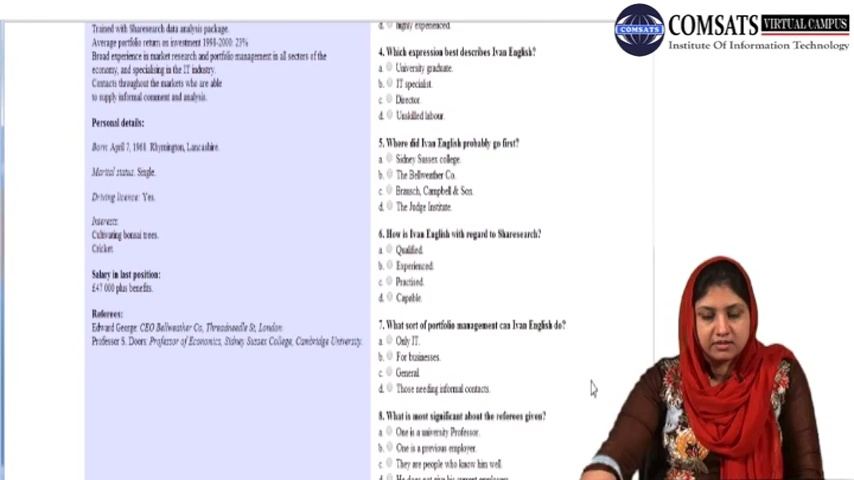 COMSATS VIRTUAL CAMPUS
Institute Of Information Technology
Trained with Sharesearch data analysis package.
Average portfolio return on investment 1998-2000: 23%
Broad experience in market research and portfolio management in all sectors of the
economy, and specialising in the IT industry.
Contacts throughout the markets who are able
to supply informal comment and analysis.
Personal details:
Born: April 7, 1968. Rhymington, Lancashire.
Marital status. Single.
Driving licence: Yes.
Interests:
Cultivating bonsai trees.
Cricket
Salary in last position:
£47 000 plus benefits.
Referees:
Edward George: CEO Bellweather Co, Threadneedle St, London.
Professor S. Doors: Professor of Economics, Sidney Sussex College, Cambridge University.
d. highly experienced.
4. Which expression best describes Ivan English?
a. University graduate.
b. IT specialist.
c. Director.
d. Unskilled labour.
5. Where did Ivan English probably go first?
a. Sidney Sussex college.
b. The Bellweather Co.
c. Brausch, Campbell & Son.
d. The Judge Institute.
6. How is Ivan English with regard to Sharesearch?
a. Qualified.
b. Experienced.
c. Practised.
d. Capable.
7. What sort of portfolio management can Ivan English do?
a. Only IT.
b. For businesses.
c. General.
d. Those needing informal contacts.
8. What is most significant about the referees given?
a. One is a university Professor.
b. One is a previous employer.
c. They are people who know him well.
d. He does not give his current employers